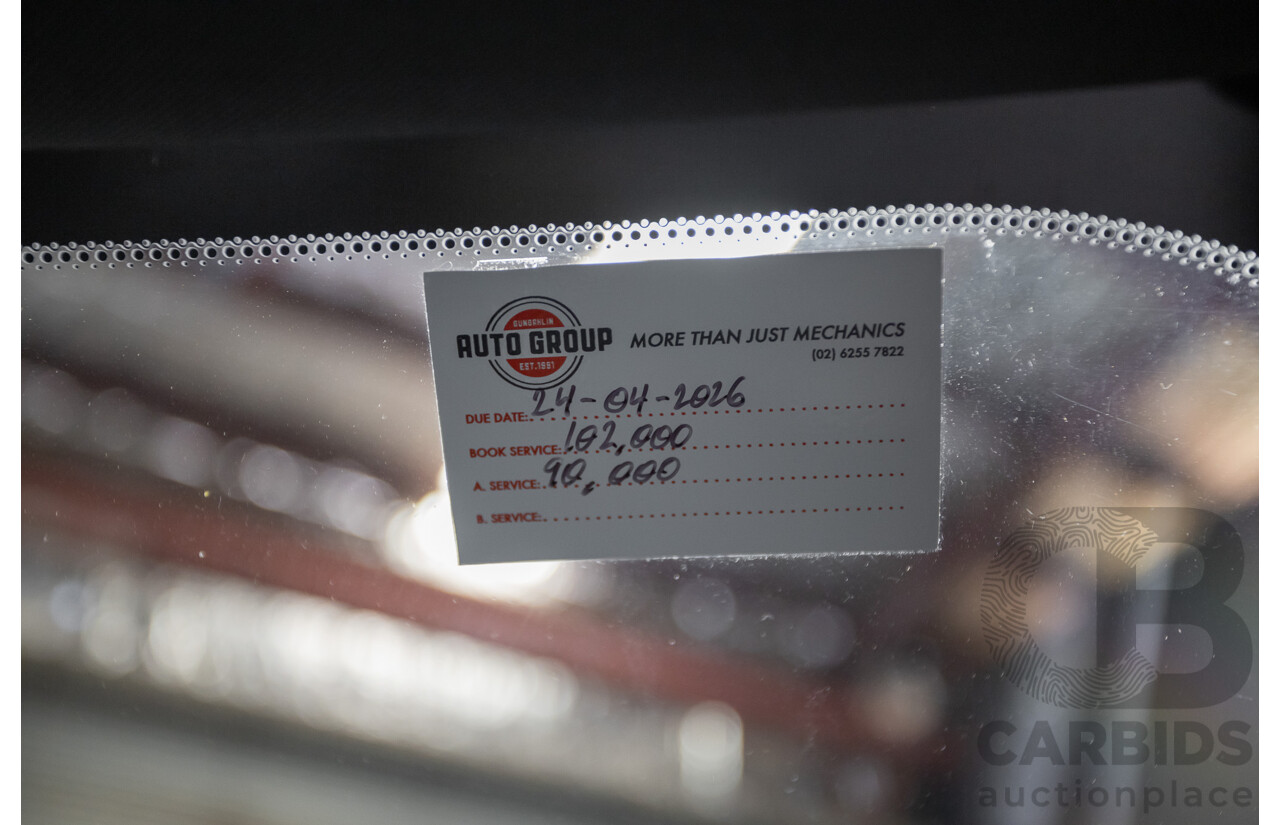 GUNGAHLIN
AUTO GROUP
EST.1991
MORE THAN JUST MECHANICS
(02) 6255 7822
DUE DATE: 24-04-2026
BOOK SERVICE: 102,000
A. SERVICE: 90,000
B. SERVICE:
CB
CARBIDS
auctionplace